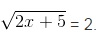 √2x + 5 = 2.